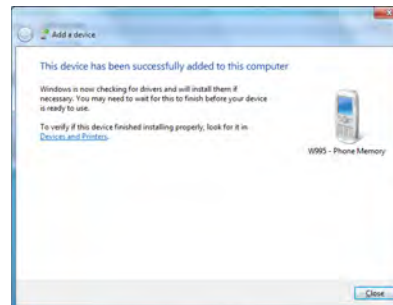 Add a device
This device has been successfully added to this computer
Windows is now checking for drivers and will install them if
necessary. You may need to wait for this to finish before your device
is ready to use.
To verify if this device finished installing properly, look for it in
Devices and Printers.
W995 - Phone Memory
Close